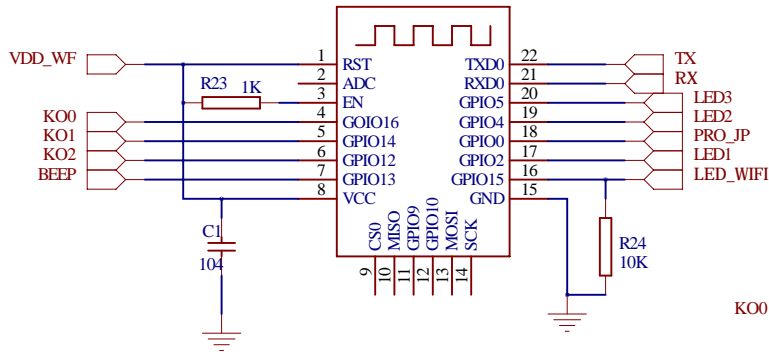 VDD_WF 1 RST TXD0 22 TX
R23 1K 2 ADC RXD0 21 RX
3 EN GPIO5 20 LED3
KO0 4 GOIO16 GPIO4 19 LED2
KO1 5 GPIO14 GPIO0 18 PRO_JP
KO2 6 GPIO12 GPIO2 17 LED1
BEEP 7 GPIO13 GPIO15 16 LED_WIFI
8 VCC GND 15
CS0 MISO GPIO9 GPIO10 MOSI SCK
9 10 11 12 13 14
C1
104
R24
10K
KO0